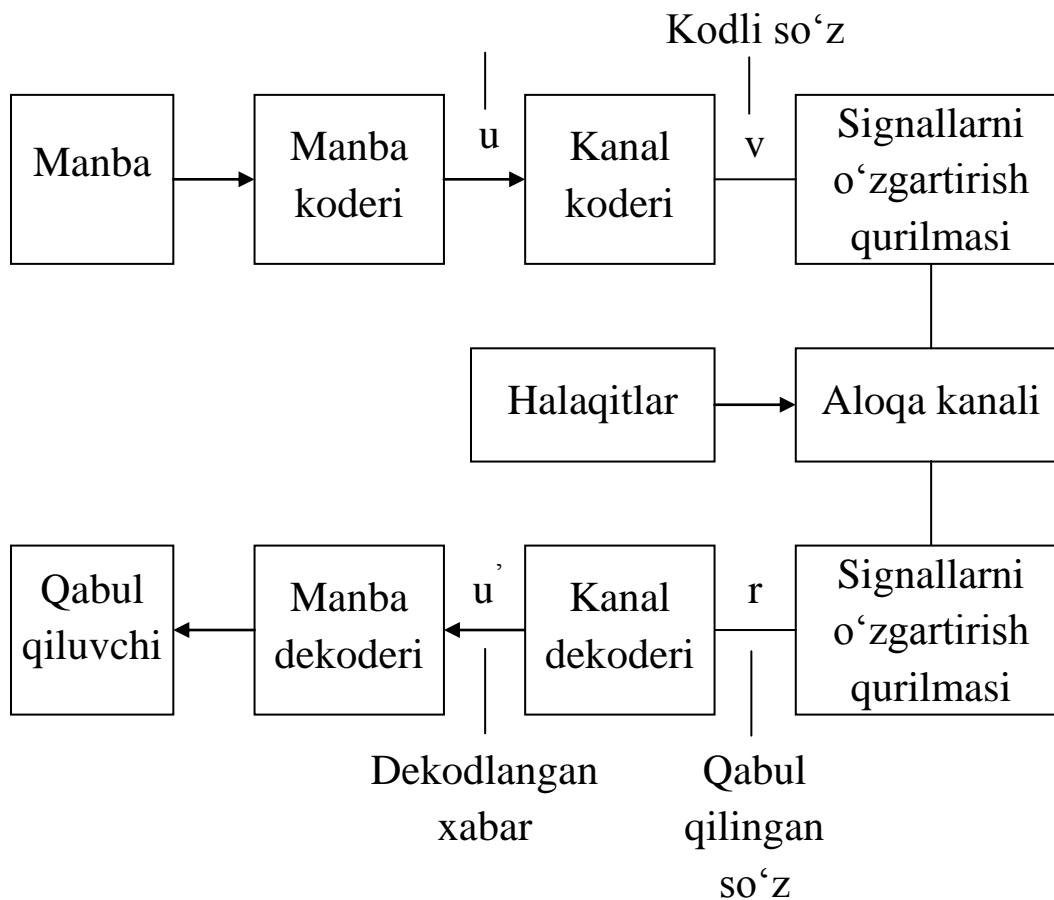 Kodli so‘z
Manba
Manba
koderi
u
Kanal
koderi
v
Signallarni
o‘zgartirish
qurilmasi
Halaqitlar
Aloqa kanali
Qabul
qiluvchi
Manba
dekoderi
u’
Kanal
dekoderi
r
Signallarni
o‘zgartirish
qurilmasi
Dekodlangan
xabar
Qabul
qilingan
so‘z